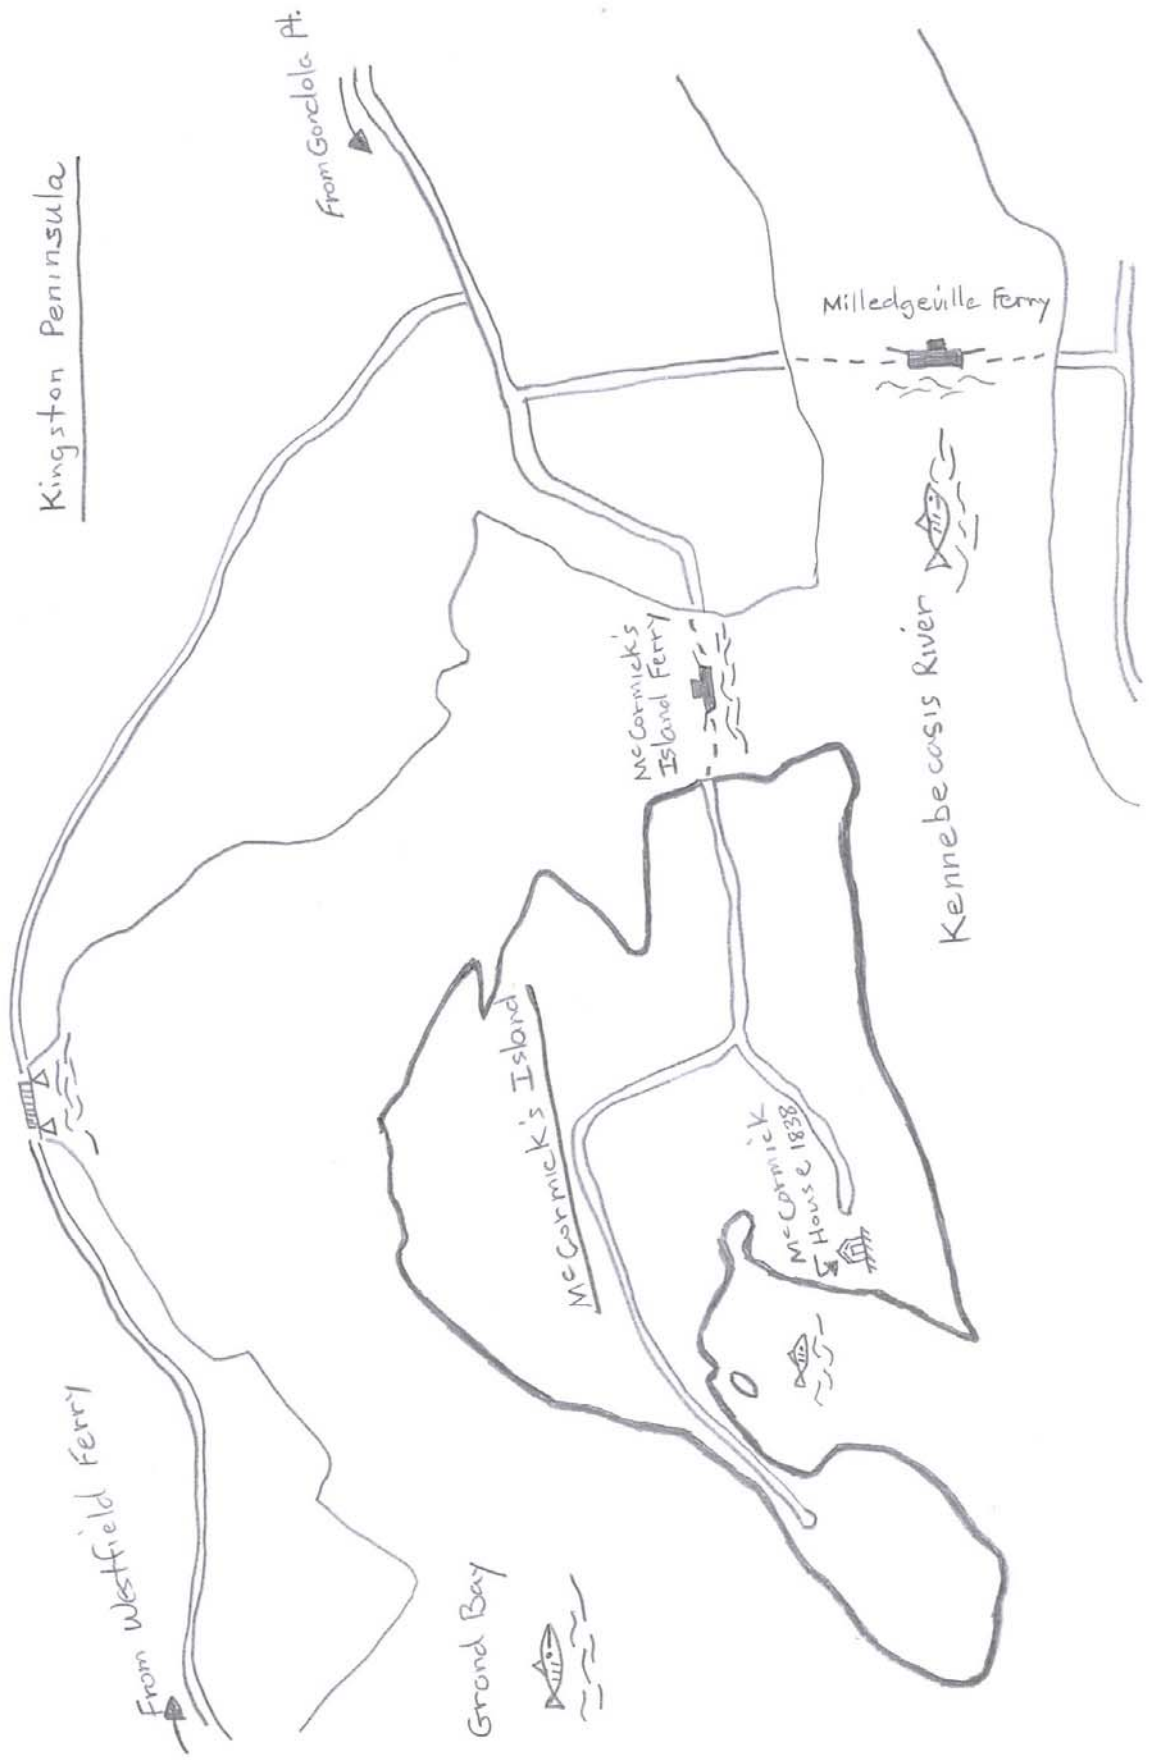 Kingston Peninsula
From Westfield Ferry
From Gondola Pt.
Grand Bay
McCormick's Island
McCormick's
Island Ferry
McCormick
House 1838
Milledgeville Ferry
Kennebecasis River